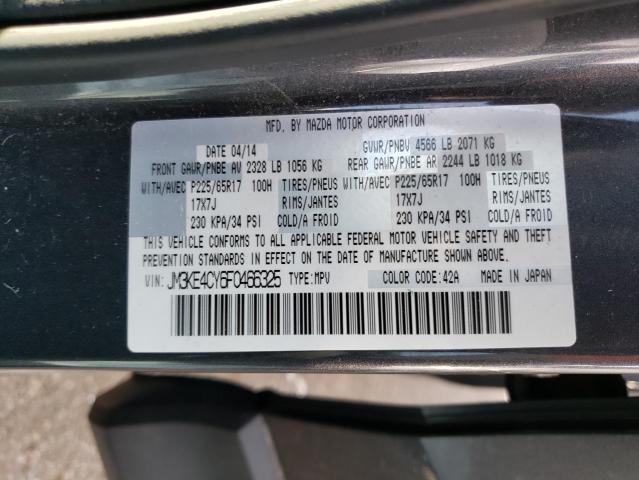 MFD. BY MAZDA MOTOR CORPORATION
DATE 04/14 GVWR/PNBV 4566 LB 2071 KG
FRONT GAWR/PNBE AV 2328 LB 1056 KG REAR GAWR/PNBE AR 2244 LB 1018 KG
WITH/AVEC P225/65R17 100H TIRES/PNEUS WITH/AVEC P225/65R17 100H TIRES/PNEUS
17X7J RIMS/JANTES 17X7J RIMS/JANTES
230 KPA/34 PSI COLD/A FROID 230 KPA/34 PSI COLD/A FROID
THIS VEHICLE CONFORMS TO ALL APPLICABLE FEDERAL MOTOR VEHICLE SAFETY AND THEFT
PREVENTION STANDARDS IN EFFECT ON THE DATE OF MANUFACTURE SHOWN ABOVE.
VIN: JM3KE4CY6F0466325 TYPE:MPV COLOR CODE:42A MADE IN JAPAN